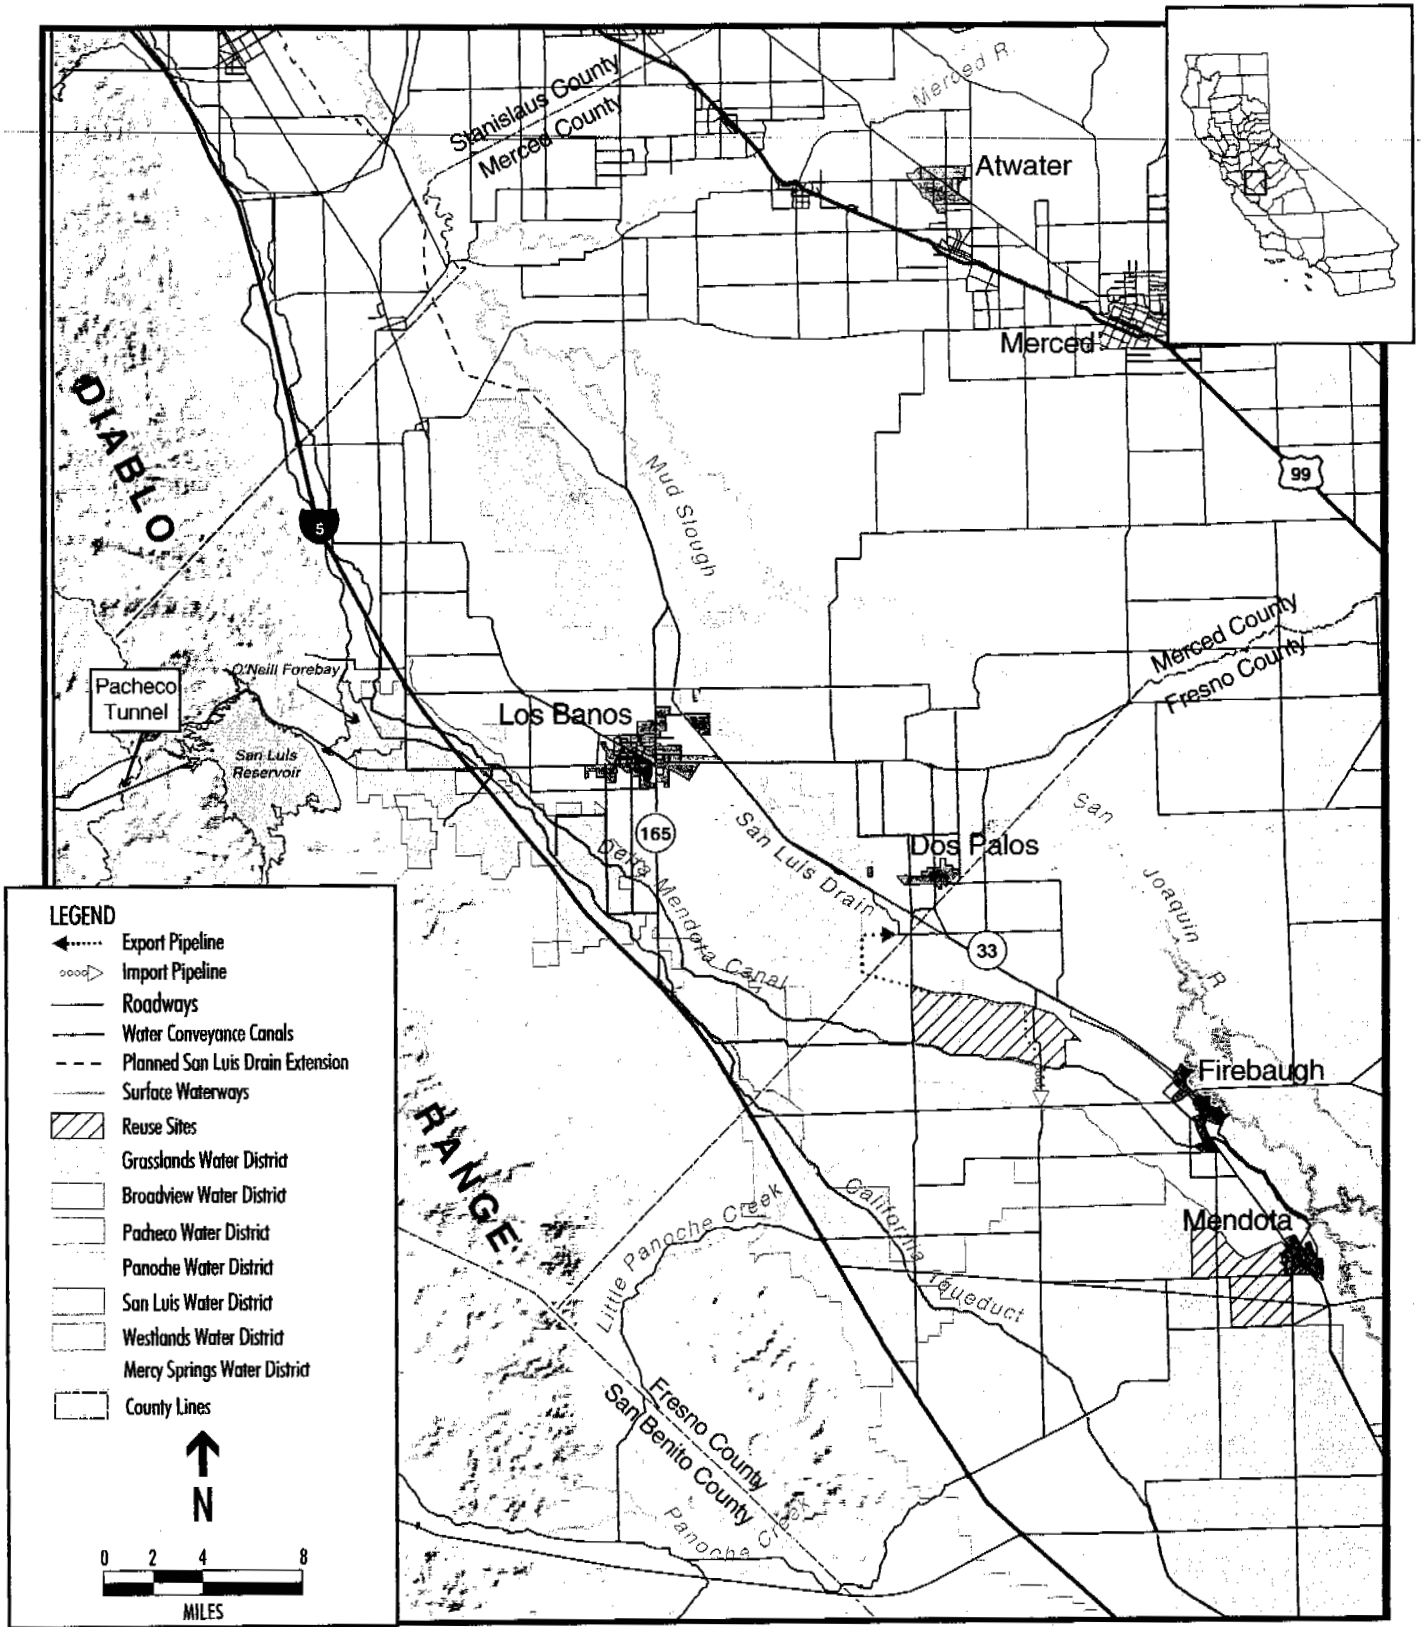 Merced R.
Stanislaus County
Merced County
Atwater
Merced
DIABLO
99
Mud Slough
5
Merced County
Fresno County
O'Neill Forebay
Pacheco
Tunnel
Los Banos
San Luis
Reservoir
165
San Luis Drain
Dos Palos
San
Joaquin
R
Delta Mendota Canal
33
Firebaugh
RANGE
Mendota
Little Panoche Creek
California
Aqueduct
Fresno County
San Benito County
Panoche Creek
LEGEND
Export Pipeline
Import Pipeline
Roadways
Water Conveyance Canals
Planned San Luis Drain Extension
Surface Waterways
Reuse Sites
Grasslands Water District
Broadview Water District
Pacheco Water District
Panoche Water District
San Luis Water District
Westlands Water District
Mercy Springs Water District
County Lines
N
0 2 4 8
MILES